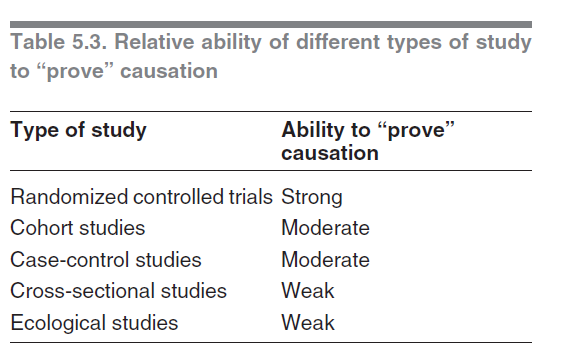 Table 5.3. Relative ability of different types of study
to “prove” causation
Type of study Ability to “prove”
causation
Randomized controlled trials Strong
Cohort studies Moderate
Case-control studies Moderate
Cross-sectional studies Weak
Ecological studies Weak